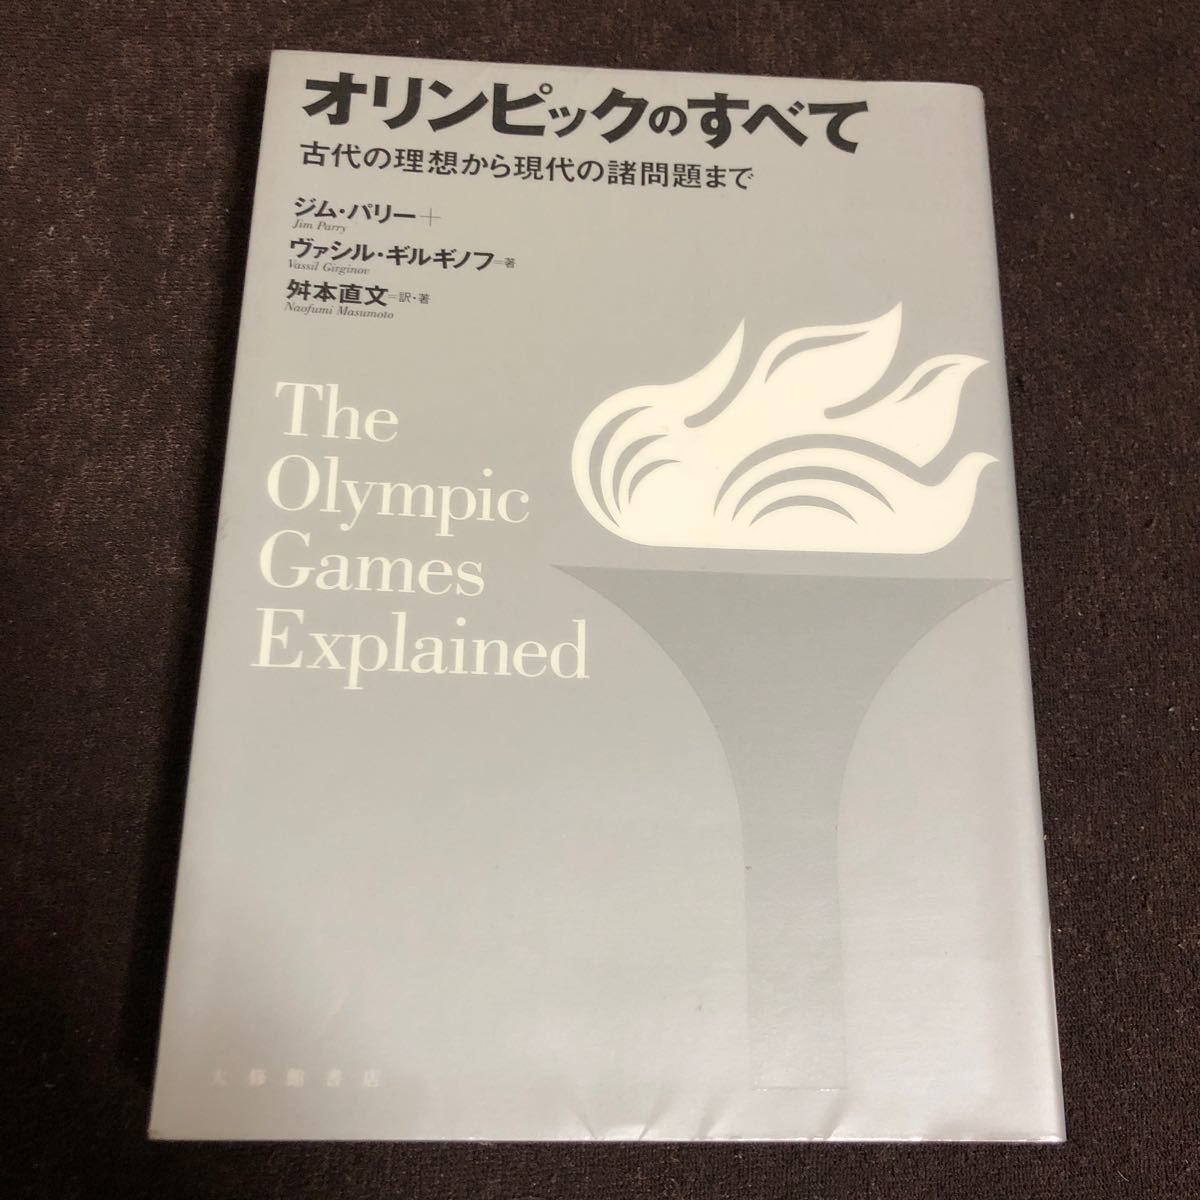 オリンピックのすべて
古代の理想から現代の諸問題まで
ジム・パリー＋
Jim Parry
ヴァシル・ギルギノフ=著
Vassil Girginov
舛本直文=訳・著
Naofumi Masumoto
The
Olympic
Games
Explained
大修館書店